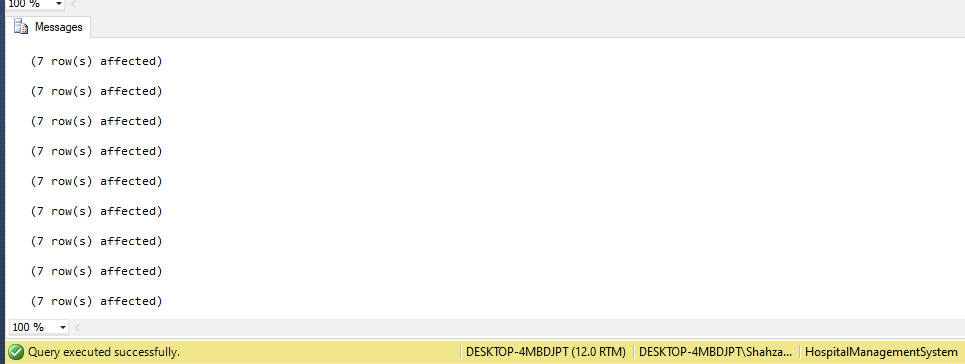 100 %
Messages
(7 row(s) affected)
(7 row(s) affected)
(7 row(s) affected)
(7 row(s) affected)
(7 row(s) affected)
(7 row(s) affected)
(7 row(s) affected)
(7 row(s) affected)
(7 row(s) affected)
100 %
Query executed successfully. DESKTOP-4MBDJPT (12.0 RTM) DESKTOP-4MBDJPT\Shahza... HospitalManagementSystem